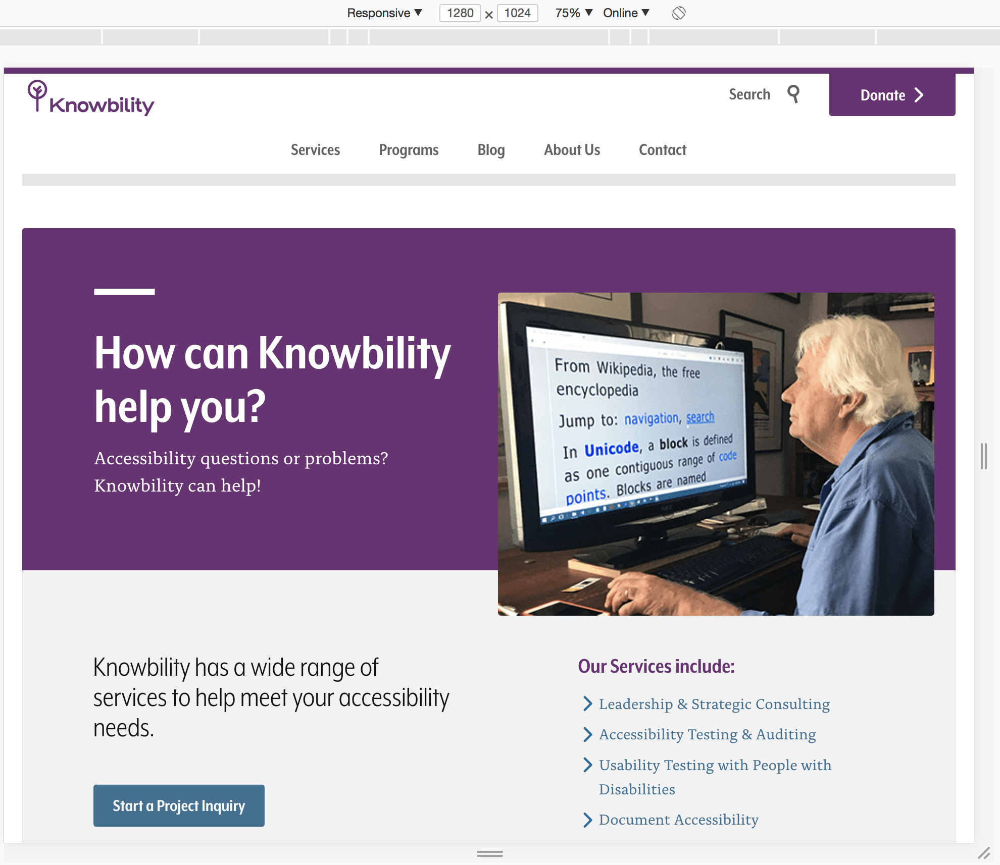 Responsive ▼ 1280 × 1024 75% ▼ Online ▼
Knowbility
Search
Donate
Services Programs Blog About Us Contact
How can Knowbility
help you?
Accessibility questions or problems?
Knowbility can help!
From Wikipedia, the free
encyclopedia
Jump to: navigation, search
In Unicode, a block is defined
as one contiguous range of code
points. Blocks are named
NEC
Knowbility has a wide range of
services to help meet your accessibility
needs.
Start a Project Inquiry
Our Services include:
Leadership & Strategic Consulting
Accessibility Testing & Auditing
Usability Testing with People with
Disabilities
Document Accessibility